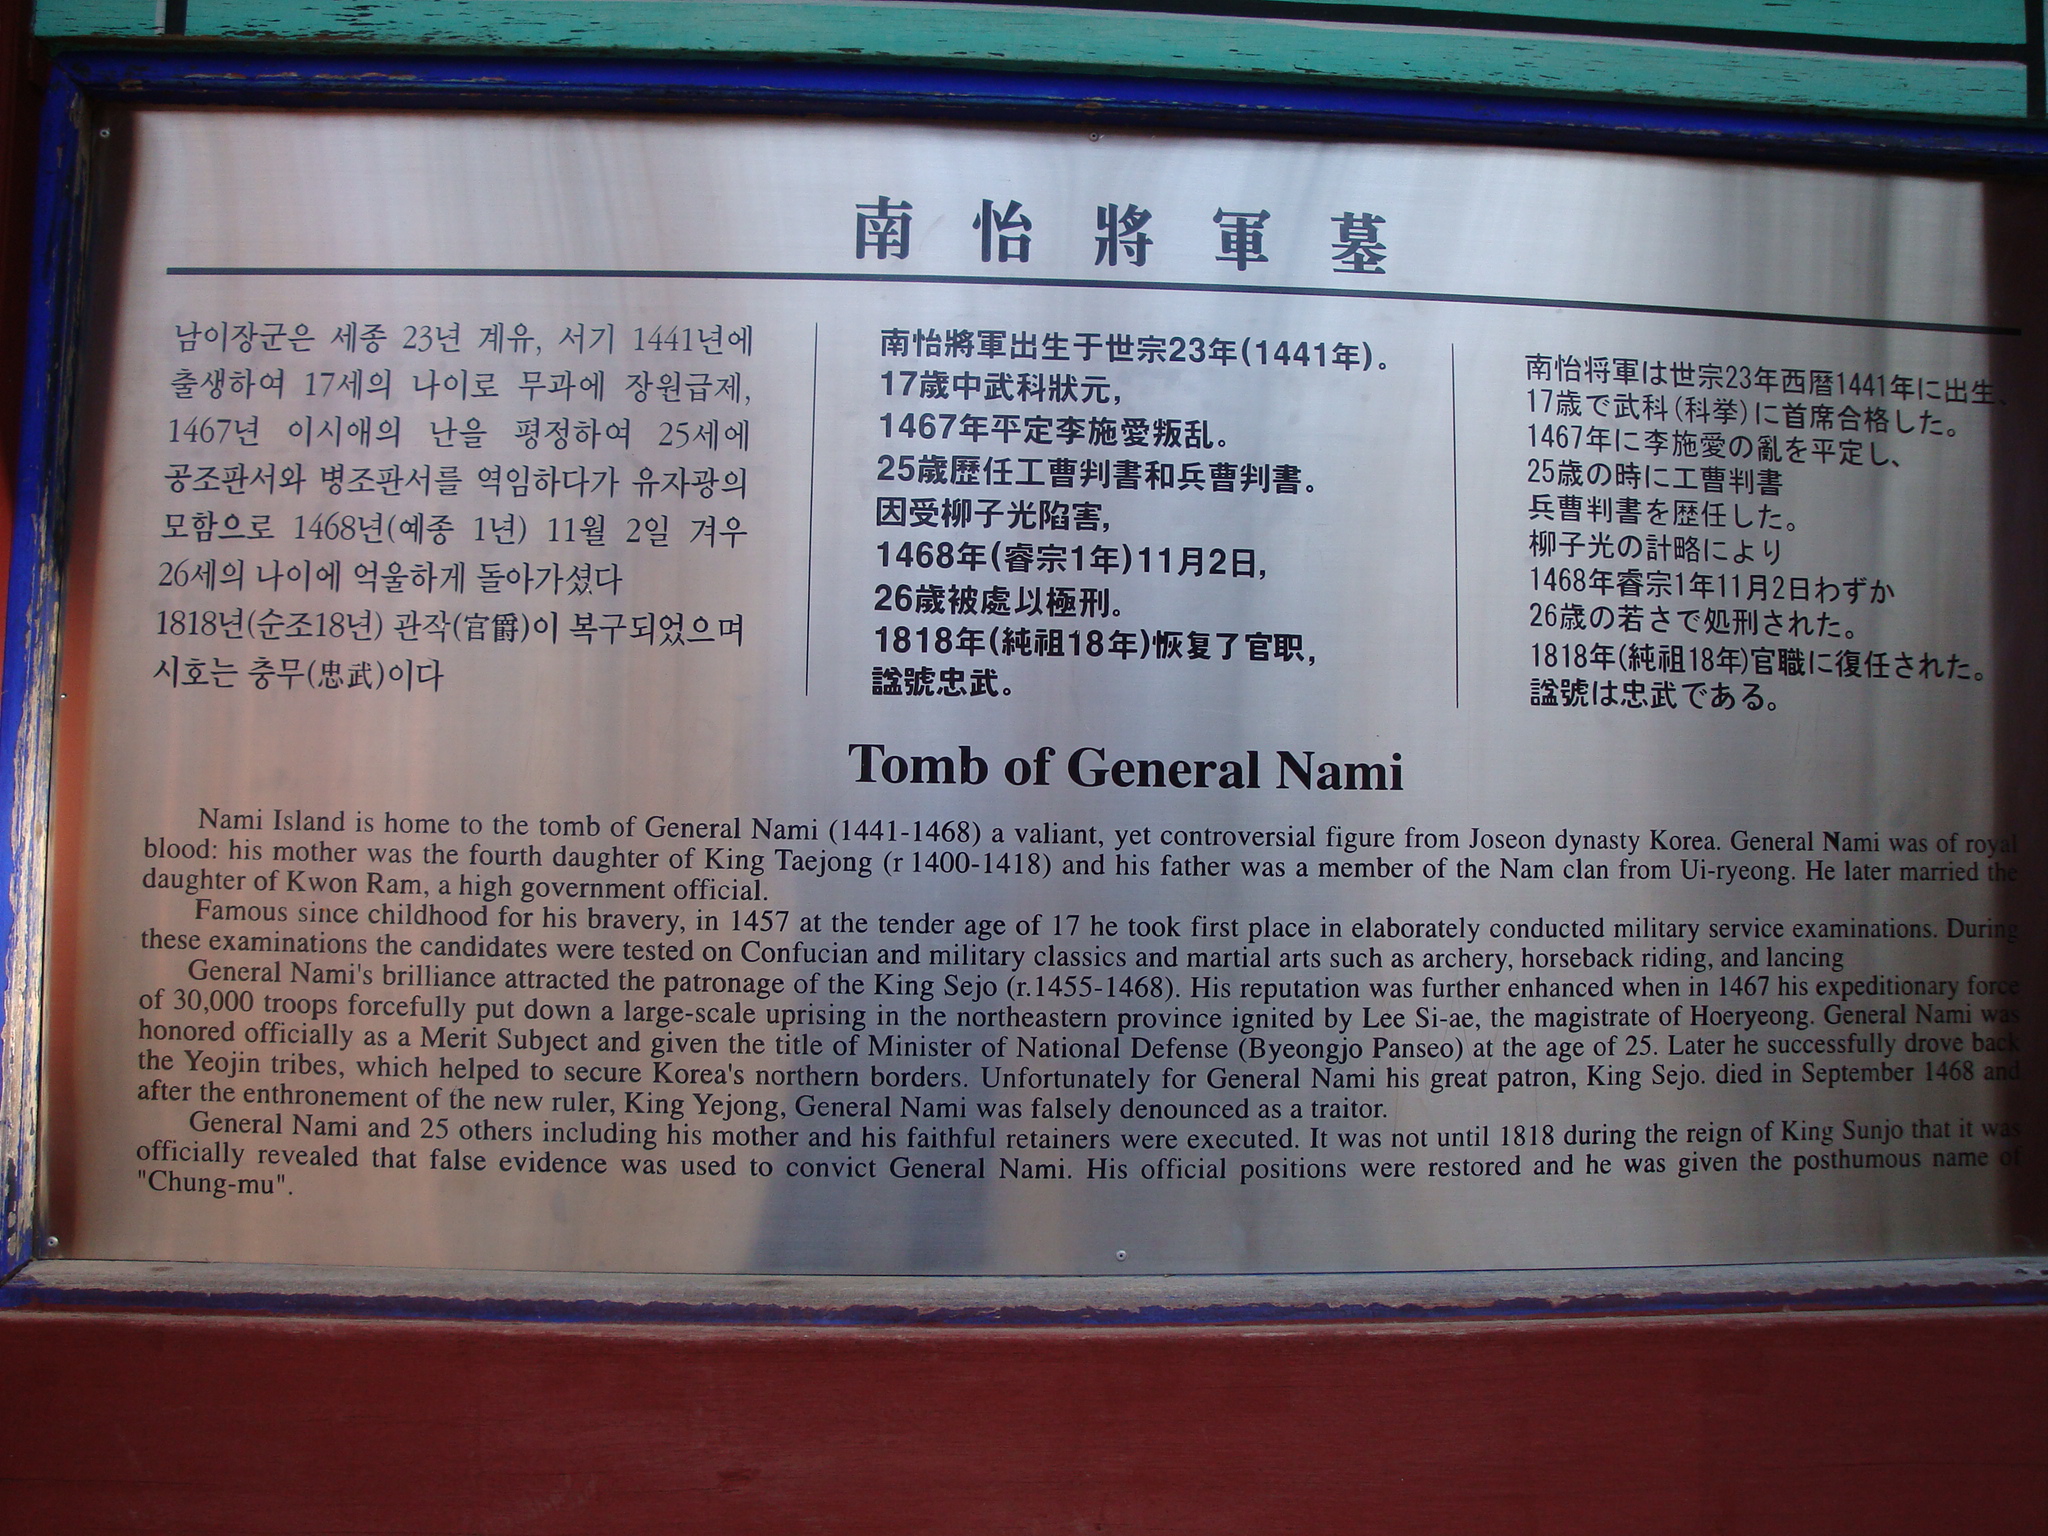 南怡將軍墓
남이장군은 세종 23년 계유, 서기 1441년에
출생하여 17세의 나이로 무과에 장원급제,
1467년 이시애의 난을 평정하여 25세에
공조판서와 병조판서를 역임하다가 유자광의
모함으로 1468년(예종 1년) 11월 2일 겨우
26세의 나이에 억울하게 돌아가셨다
1818년(순조18년) 관작(官爵)이 복구되었으며
시호는 충무(忠武)이다
南怡將軍出生于世宗23年(1441年)。
17歲中武科狀元,
1467年平定李施愛叛乱。
25歲歷任工曹判書和兵曹判書。
因受柳子光陷害,
1468年(睿宗1年)11月2日,
26歲被處以極刑。
1818年(純祖18年)恢复了官职,
諡號忠武。
南怡将軍は世宗23年西暦1441年に出生、
17歳で武科(科挙)に首席合格した。
1467年に李施愛の亂を平定し、
25歳の時に工曹判書
兵曹判書を歴任した。
柳子光の計略により
1468年睿宗1年11月2日わずか
26歳の若さで処刑された。
1818年(純祖18年)官職に復任された。
諡號は忠武である。
Tomb of General Nami
Nami Island is home to the tomb of General Nami (1441-1468) a valiant, yet controversial figure from Joseon dynasty Korea. General Nami was of royal
blood: his mother was the fourth daughter of King Taejong (r 1400-1418) and his father was a member of the Nam clan from Ui-ryeong. He later married the
daughter of Kwon Ram, a high government official.
Famous since childhood for his bravery, in 1457 at the tender age of 17 he took first place in elaborately conducted military service examinations. During
these examinations the candidates were tested on Confucian and military classics and martial arts such as archery, horseback riding, and lancing
General Nami's brilliance attracted the patronage of the King Sejo (r.1455-1468). His reputation was further enhanced when in 1467 his expeditionary force
of 30,000 troops forcefully put down a large-scale uprising in the northeastern province ignited by Lee Si-ae, the magistrate of Hoeryeong. General Nami was
honored officially as a Merit Subject and given the title of Minister of National Defense (Byeongjo Panseo) at the age of 25. Later he successfully drove back
the Yeojin tribes, which helped to secure Korea's northern borders. Unfortunately for General Nami his great patron, King Sejo. died in September 1468 and
after the enthronement of the new ruler, King Yejong, General Nami was falsely denounced as a traitor.
General Nami and 25 others including his mother and his faithful retainers were executed. It was not until 1818 during the reign of King Sunjo that it was
officially revealed that false evidence was used to convict General Nami. His official positions were restored and he was given the posthumous name of
"Chung-mu".